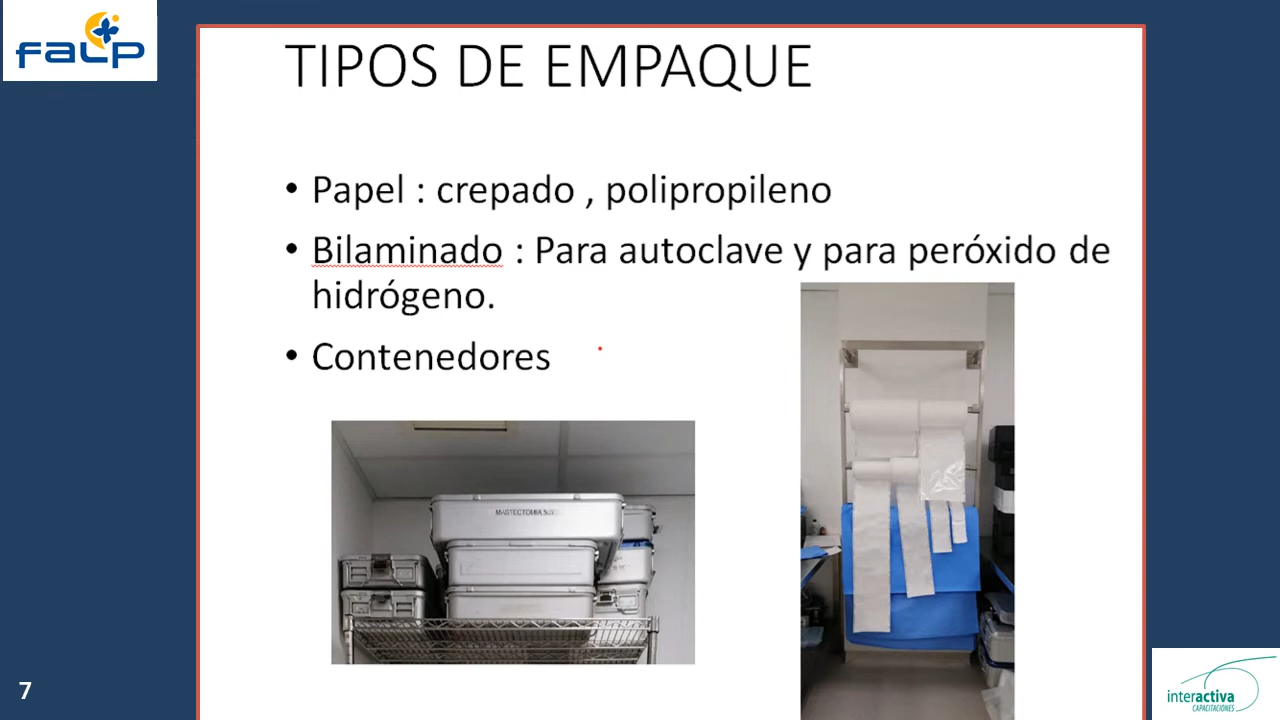 falp
TIPOS DE EMPAQUE
• Papel : crepado , polipropileno
• Bilaminado : Para autoclave y para peróxido de
hidrógeno.
• Contenedores
7
interactiva
CAPACITACIONES